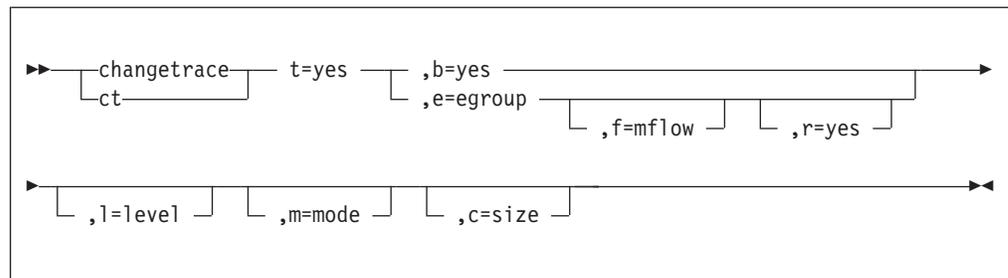 changetrace t=yes ,b=yes
ct ,e=egroup
,f=mflow ,r=yes
,l=level ,m=mode ,c=size